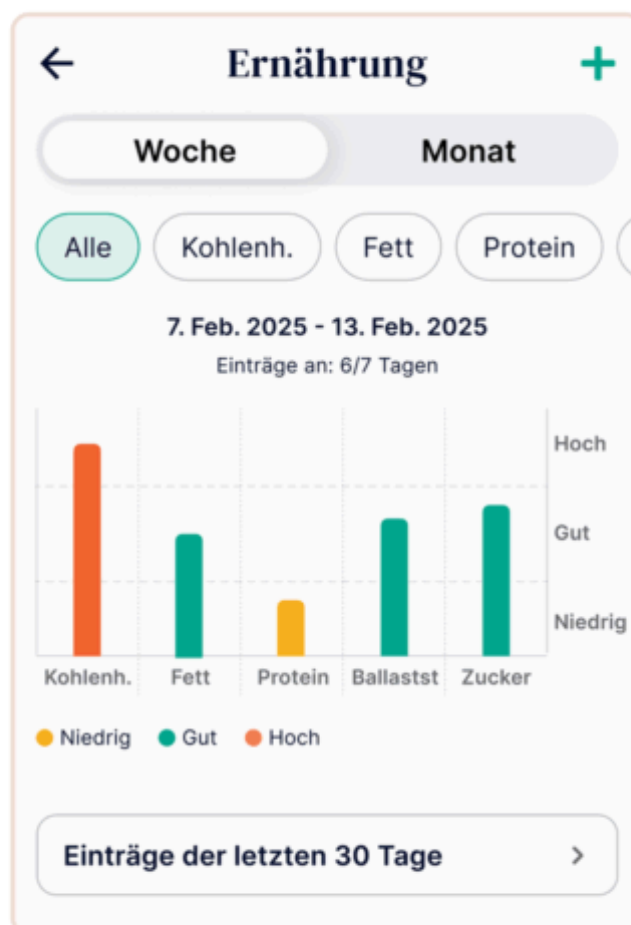 Ernährung
Woche Monat
Alle Kohlenh. Fett Protein
7. Feb. 2025 - 13. Feb. 2025
Einträge an: 6/7 Tagen
Hoch
Gut
Niedrig
Kohlenh. Fett Protein Ballastst Zucker
Niedrig Gut Hoch
Einträge der letzten 30 Tage